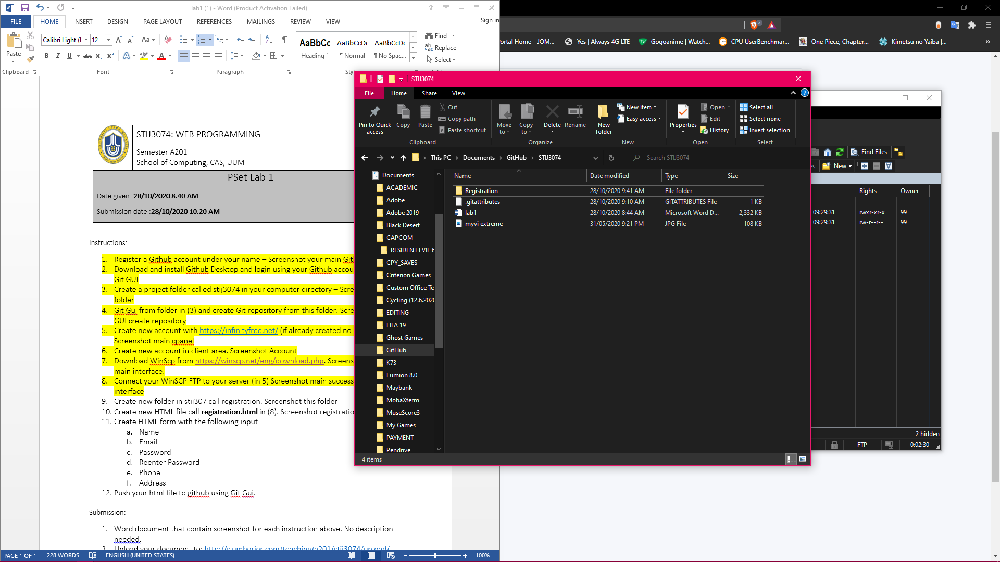 lab1 (1) - Word (Product Activation Failed)
FILE HOME INSERT DESIGN PAGE LAYOUT REFERENCES MAILINGS REVIEW VIEW Sign in
Calibri Light (H 12
Paste
B I U abc
Clipboard Font Paragraph
AaBbCc AaBbCcDc AaBbCcDc
Heading 1 ¶ Normal ¶ No Spac...
Find
Replace
Select
Portal Home - JOM... Yes | Always 4G LTE Gogoanime | Watch... CPU UserBenchmar... One Piece, Chapter... Kimetsu no Yaiba |...
STIJ3074: WEB PROGRAMMING
Semester A201
School of Computing, CAS, UUM
PSet Lab 1
Date given: 28/10/2020 8.40 AM
Submission date :28/10/2020 10.20 AM
Instructions:
1. Register a Github account under your name – Screenshot your main Gith
2. Download and install Github Desktop and login using your Github accou
Git GUI
3. Create a project folder called stij3074 in your computer directory – Scre
folder
4. Git Gui from folder in (3) and create Git repository from this folder. Scre
GUI create repository
5. Create new account with https://infinityfree.net/ (if already created no
Screenshot main cpanel
6. Create new account in client area. Screenshot Account
7. Download WinScp from https://winscp.net/eng/download.php. Screens
main interface.
8. Connect your WinSCP FTP to your server (in 5) Screenshot main success
interface
9. Create new folder in stij307 call registration. Screenshot this folder
10. Create new HTML file call registration.html in (8). Screenshot registratio
11. Create HTML form with the following input
a. Name
b. Email
c. Password
d. Reenter Password
e. Phone
f. Address
12. Push your html file to github using Git Gui.
Submission:
1. Word document that contain screenshot for each instruction above. No description
needed.
2. Upload your document to: http://slumberjer.com/teaching/a201/stij3074/upload/
PAGE 1 OF 1 228 WORDS ENGLISH (UNITED STATES) 100%
STIJ3074
File Home Share View
Pin to Quick
access
Copy
Paste
Cut
Copy path
Paste shortcut
Move
to
Copy
to
Delete
Rename
New
folder
New item
Easy access
Properties
Open
Edit
History
Select all
Select none
Invert selection
Clipboard Organize New Open Select
This PC Documents GitHub STIJ3074
Search STIJ3074
Name Date modified Type Size
Registration 28/10/2020 9:41 AM File folder
.gitattributes 28/10/2020 9:10 AM GITATTRIBUTES File 1 KB
lab1 28/10/2020 8:44 AM Microsoft Word D... 2,332 KB
myvi extreme 31/05/2020 9:21 PM JPG File 108 KB
Documents
ACADEMIC
Adobe
Adobe 2019
Black Desert
CAPCOM
RESIDENT EVIL 6
CPY_SAVES
Criterion Games
Custom Office Te
Cycling (12.6.2020
EDITING
FIFA 19
Ghost Games
GitHub
K73
Lumion 8.0
Maybank
MobaXterm
MuseScore3
My Games
PAYMENT
Pendrive
4 items
Find Files
New
Rights Owner
09:29:31 rwxr-xr-x 99
09:29:31 rw-r--r-- 99
2 hidden
FTP 0:02:30